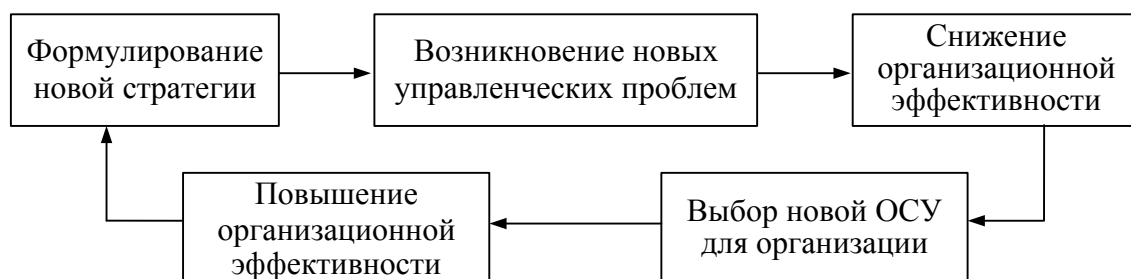 Формулирование
новой стратегии
Возникновение новых
управленческих проблем
Снижение
организационной
эффективности
Выбор новой ОСУ
для организации
Повышение
организационной
эффективности